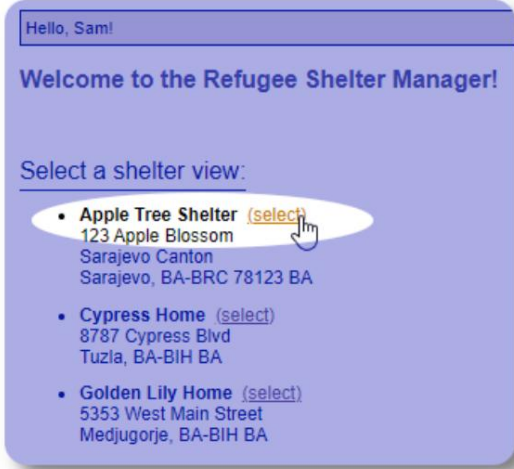 Hello, Sam!
Welcome to the Refugee Shelter Manager!
Select a shelter view:
• Apple Tree Shelter (select)
123 Apple Blossom
Sarajevo Canton
Sarajevo, BA-BRC 78123 BA
• Cypress Home (select)
8787 Cypress Blvd
Tuzla, BA-BIH BA
• Golden Lily Home (select)
5353 West Main Street
Medjugorje, BA-BIH BA